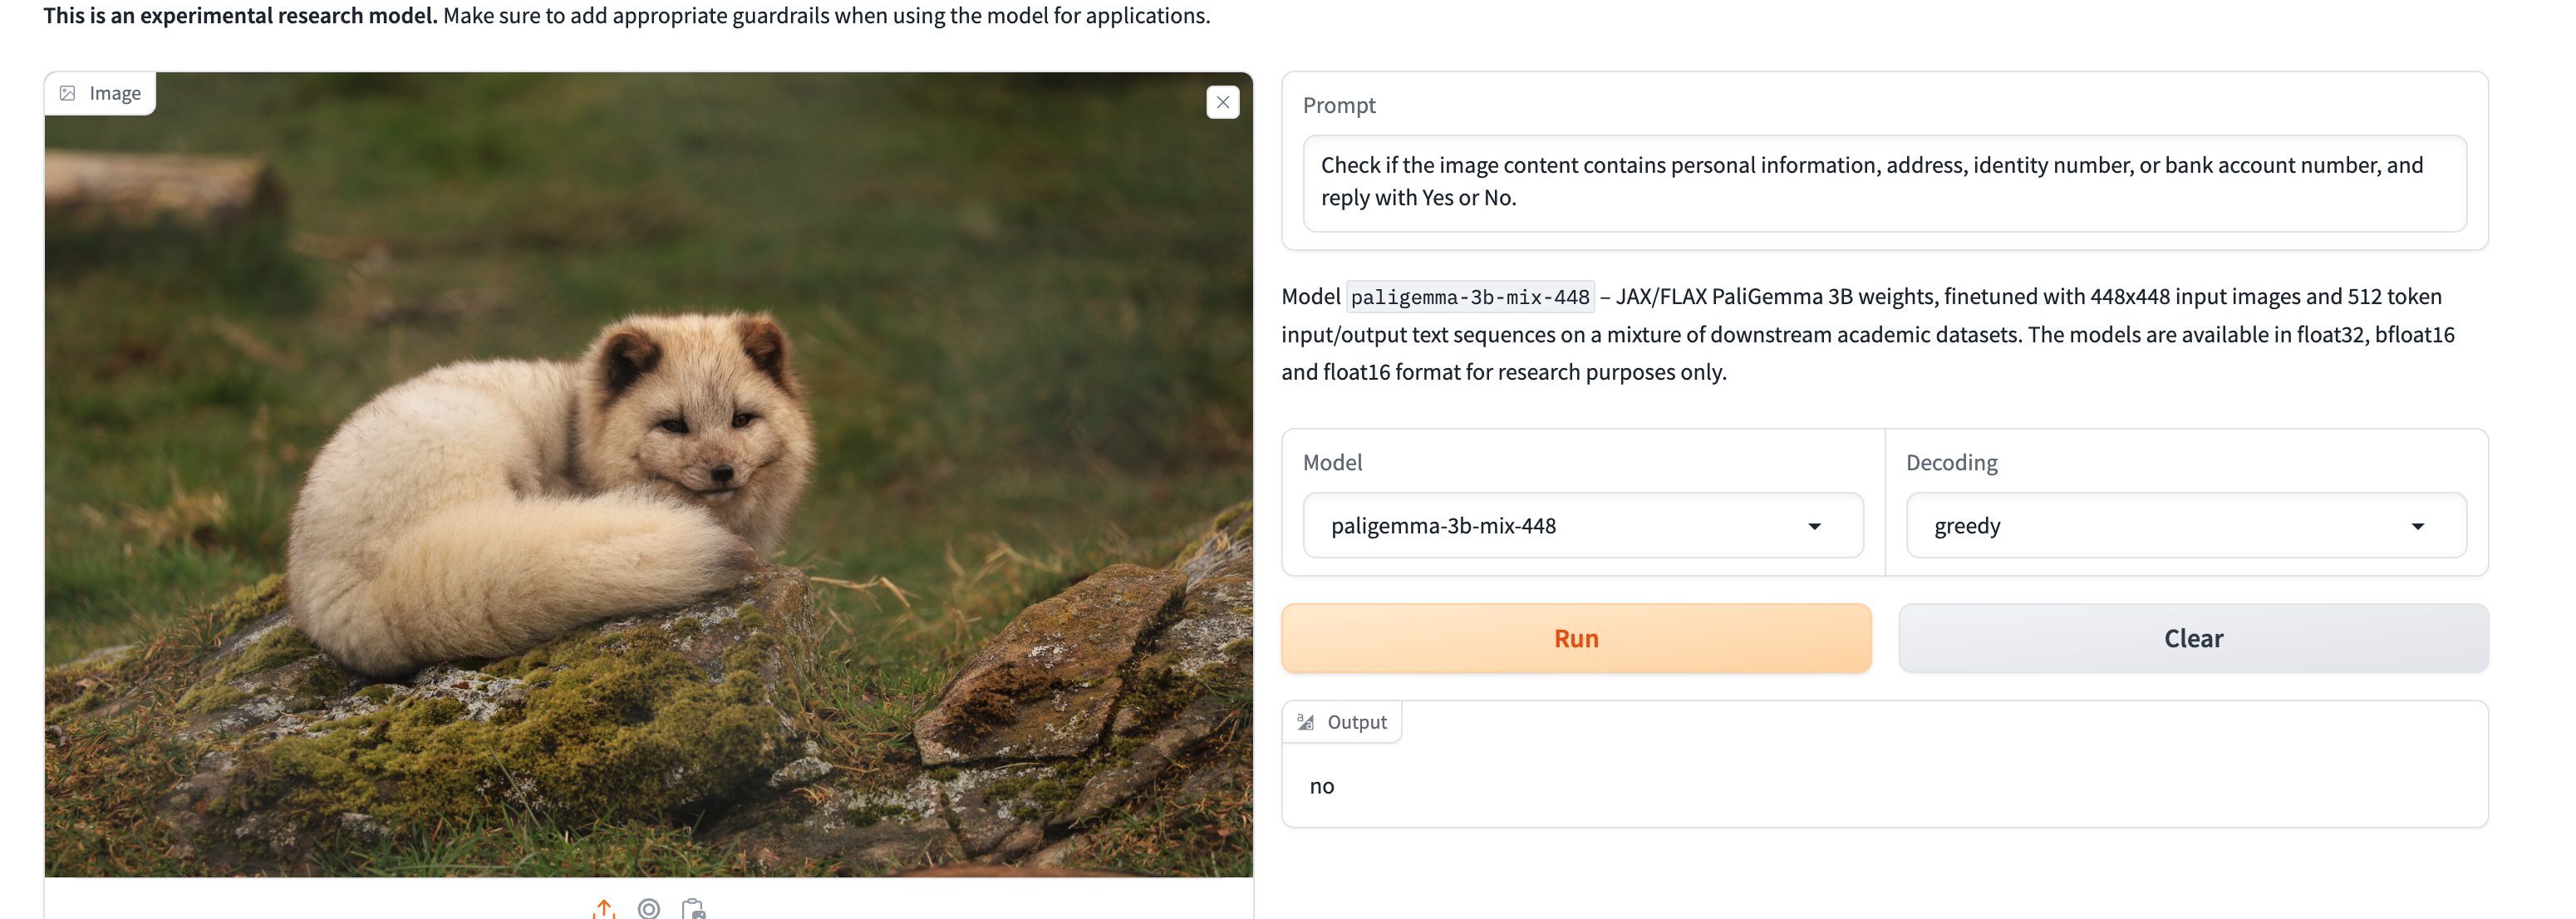 This is an experimental research model. Make sure to add appropriate guardrails when using the model for applications.
Image
Prompt
Check if the image content contains personal information, address, identity number, or bank account number, and
reply with Yes or No.
Model paligemma-3b-mix-448 – JAX/FLAX PaliGemma 3B weights, finetuned with 448x448 input images and 512 token
input/output text sequences on a mixture of downstream academic datasets. The models are available in float32, bfloat16
and float16 format for research purposes only.
Model
paligemma-3b-mix-448
Decoding
greedy
Run
Clear
Output
no